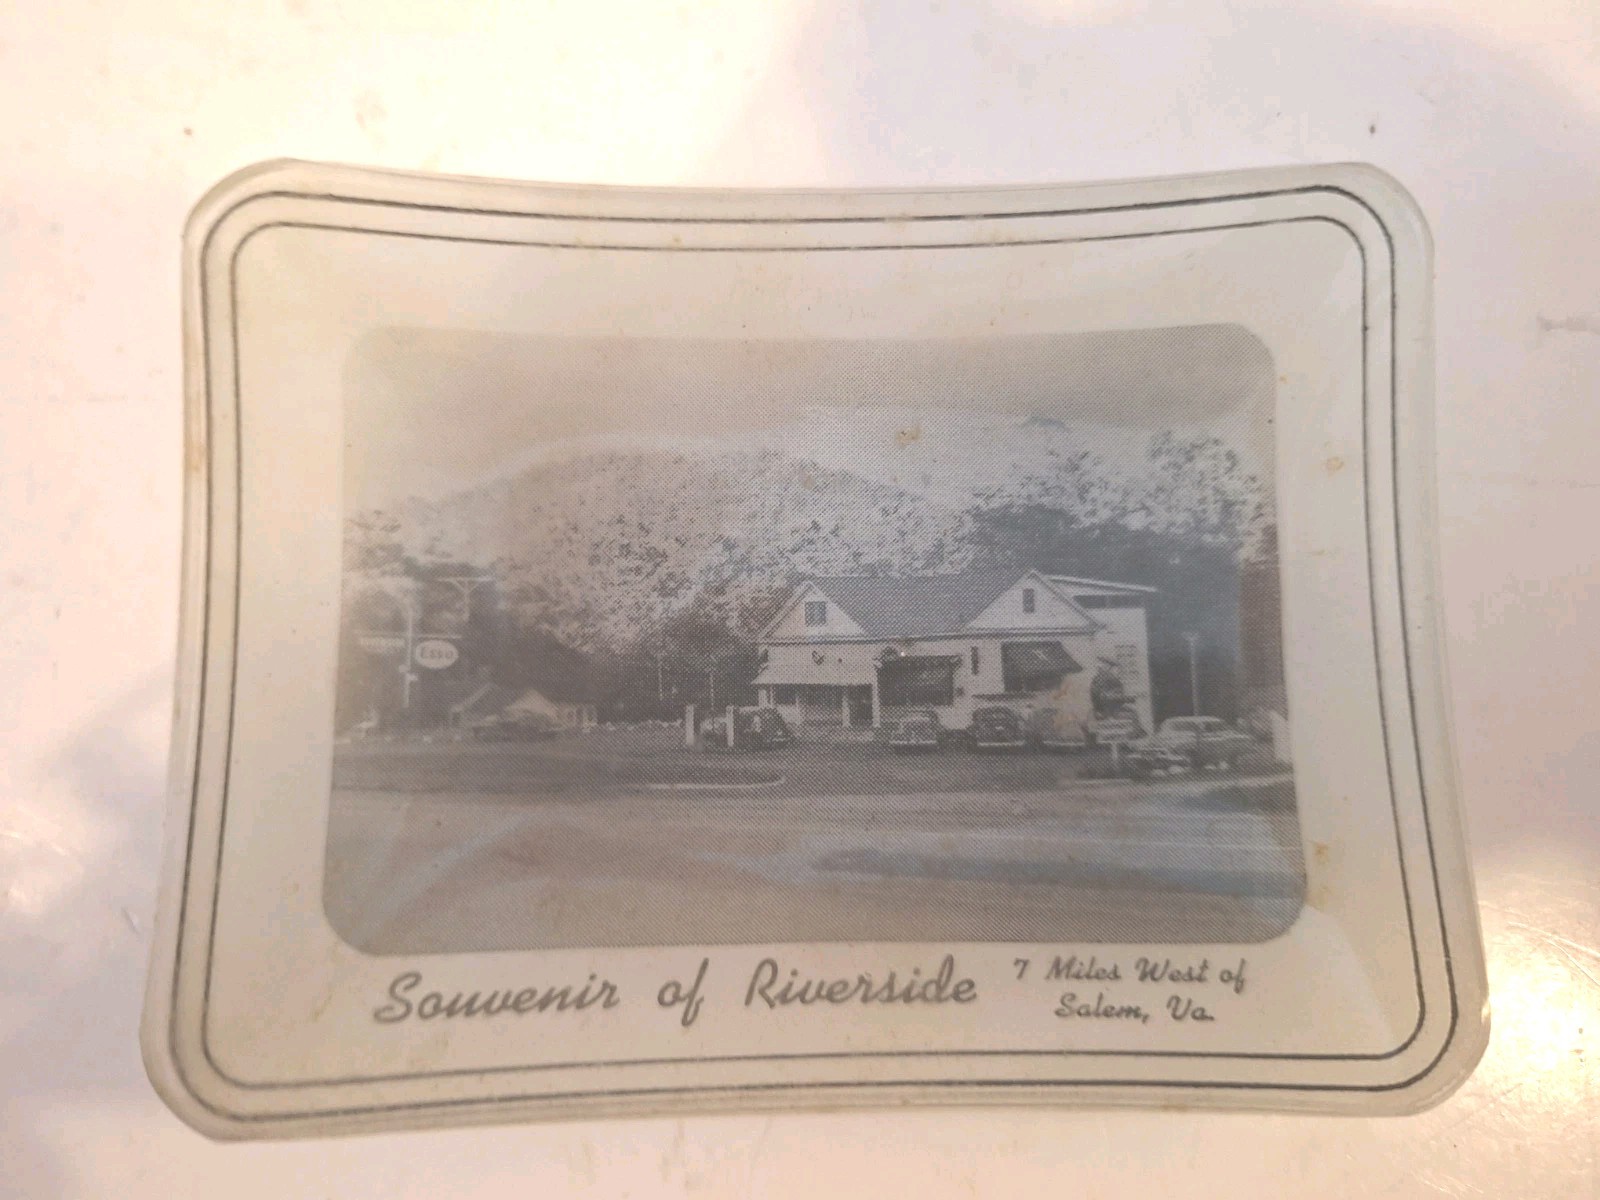 Esso
Souvenir of Riverside
7 Miles West of
Salem, Va.